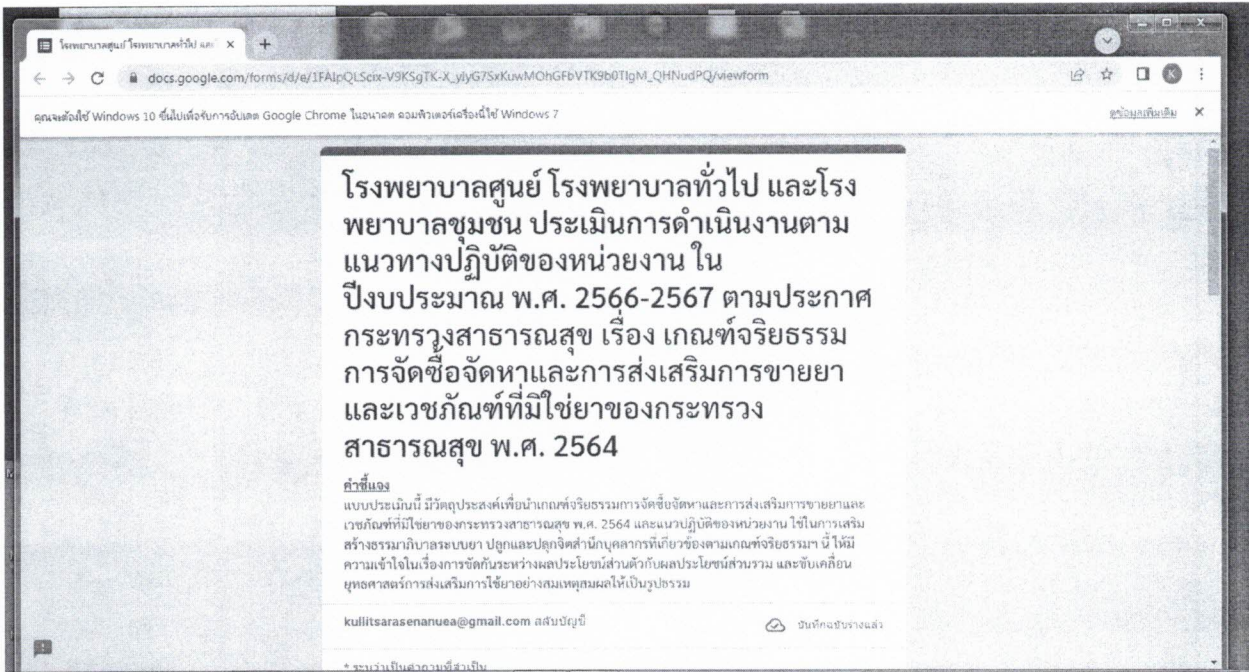 โรงพยาบาลศูนย์ โรงพยาบาลทั่วไป และโ
docs.google.com/forms/d/e/1FAIpQLScix-V9KSgTK-X_ylyG7SxKuwMOhGFbVTK9b0TIgM_QHNudPQ/viewform
K
คุณจะต้องใช้ Windows 10 ขึ้นไปเพื่อรับการอัปเดต Google Chrome ในอนาคต คอมพิวเตอร์เครื่องนี้ใช้ Windows 7
ดูข้อมูลเพิ่มเติม
โรงพยาบาลศูนย์ โรงพยาบาลทั่วไป และโรง
พยาบาลชุมชน ประเมินการดำเนินงานตาม
แนวทางปฏิบัติของหน่วยงาน ใน
ปีงบประมาณ พ.ศ. 2566-2567 ตามประกาศ
กระทรวงสาธารณสุข เรื่อง เกณฑ์จริยธรรม
การจัดซื้อจัดหาและการส่งเสริมการขายยา
และเวชภัณฑ์ที่มิใช่ยาของกระทรวง
สาธารณสุข พ.ศ. 2564
คำชี้แจง
แบบประเมินนี้ มีวัตถุประสงค์เพื่อนำเกณฑ์จริยธรรมการจัดซื้อจัดหาและการส่งเสริมการขายยาและ
เวชภัณฑ์ที่มิใช่ยาของกระทรวงสาธารณสุข พ.ศ. 2564 และแนวปฏิบัติของหน่วยงาน ใช้ในการเสริม
สร้างธรรมาภิบาลระบบยา ปลูกและปลุกจิตสำนึกบุคลากรที่เกี่ยวข้องตามเกณฑ์จริยธรรมฯ นี้ ให้มี
ความเข้าใจในเรื่องการขัดกันระหว่างผลประโยชน์ส่วนตัวกับผลประโยชน์ส่วนรวม และขับเคลื่อน
ยุทธศาสตร์การส่งเสริมการใช้ยาอย่างสมเหตุสมผลให้เป็นรูปธรรม
kullitsarasenanuea@gmail.com สลับบัญชี
บันทึกฉบับร่างแล้ว
* ระบุว่าเป็นคำถามที่จำเป็น